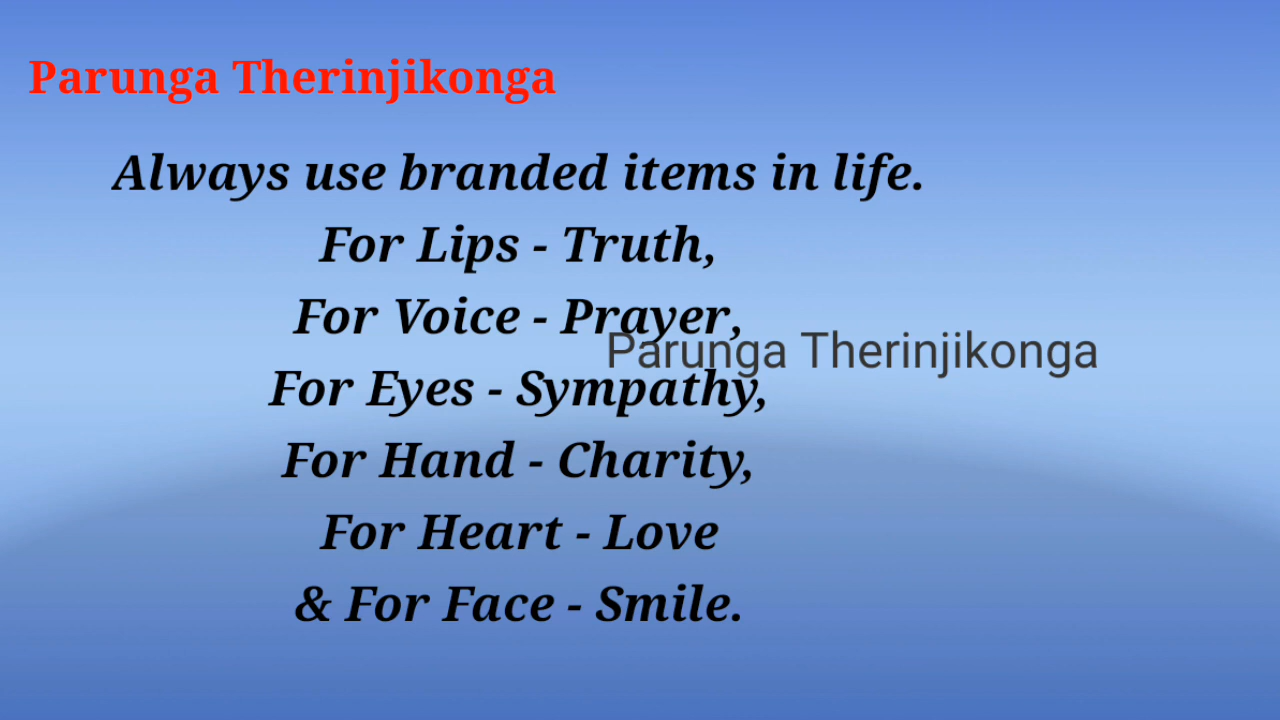 Parunga Therinjikonga
Always use branded items in life.
For Lips - Truth,
For Voice - Prayer,
Parunga Therinjikonga
For Eyes - Sympathy,
For Hand - Charity,
For Heart - Love
& For Face - Smile.